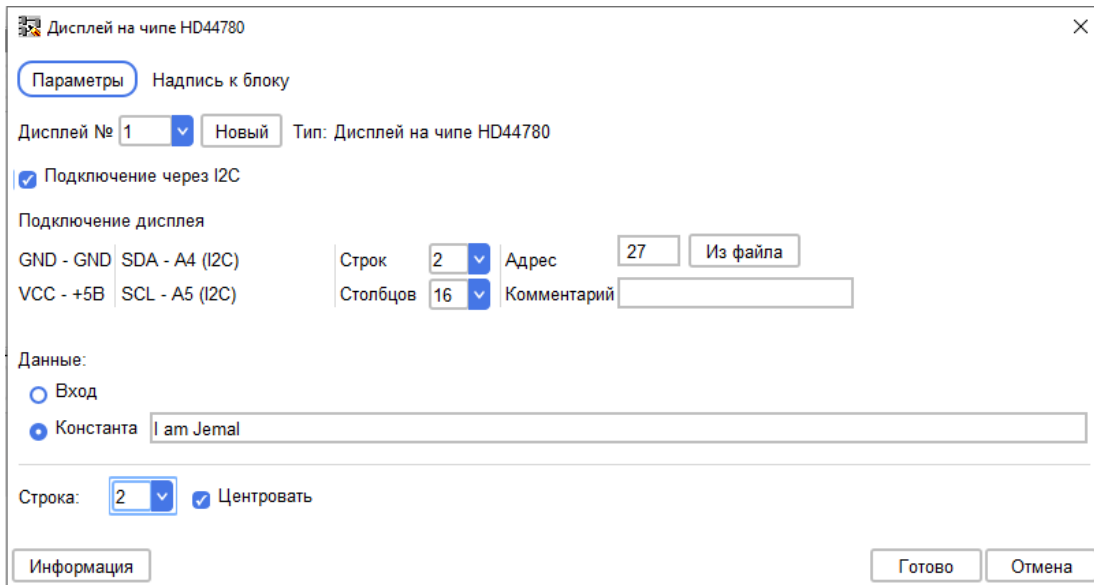 Дисплей на чипе HD44780
Параметры Надпись к блоку
Дисплей № 1 Новый Тип: Дисплей на чипе HD44780
Подключение через I2C
Подключение дисплея
GND - GND SDA - A4 (I2C) Строк 2 Адрес 27 Из файла
VCC - +5В SCL - A5 (I2C) Столбцов 16 Комментарий
Данные:
Вход
Константа I am Jemal
Строка: 2 Центровать
Информация Готово Отмена